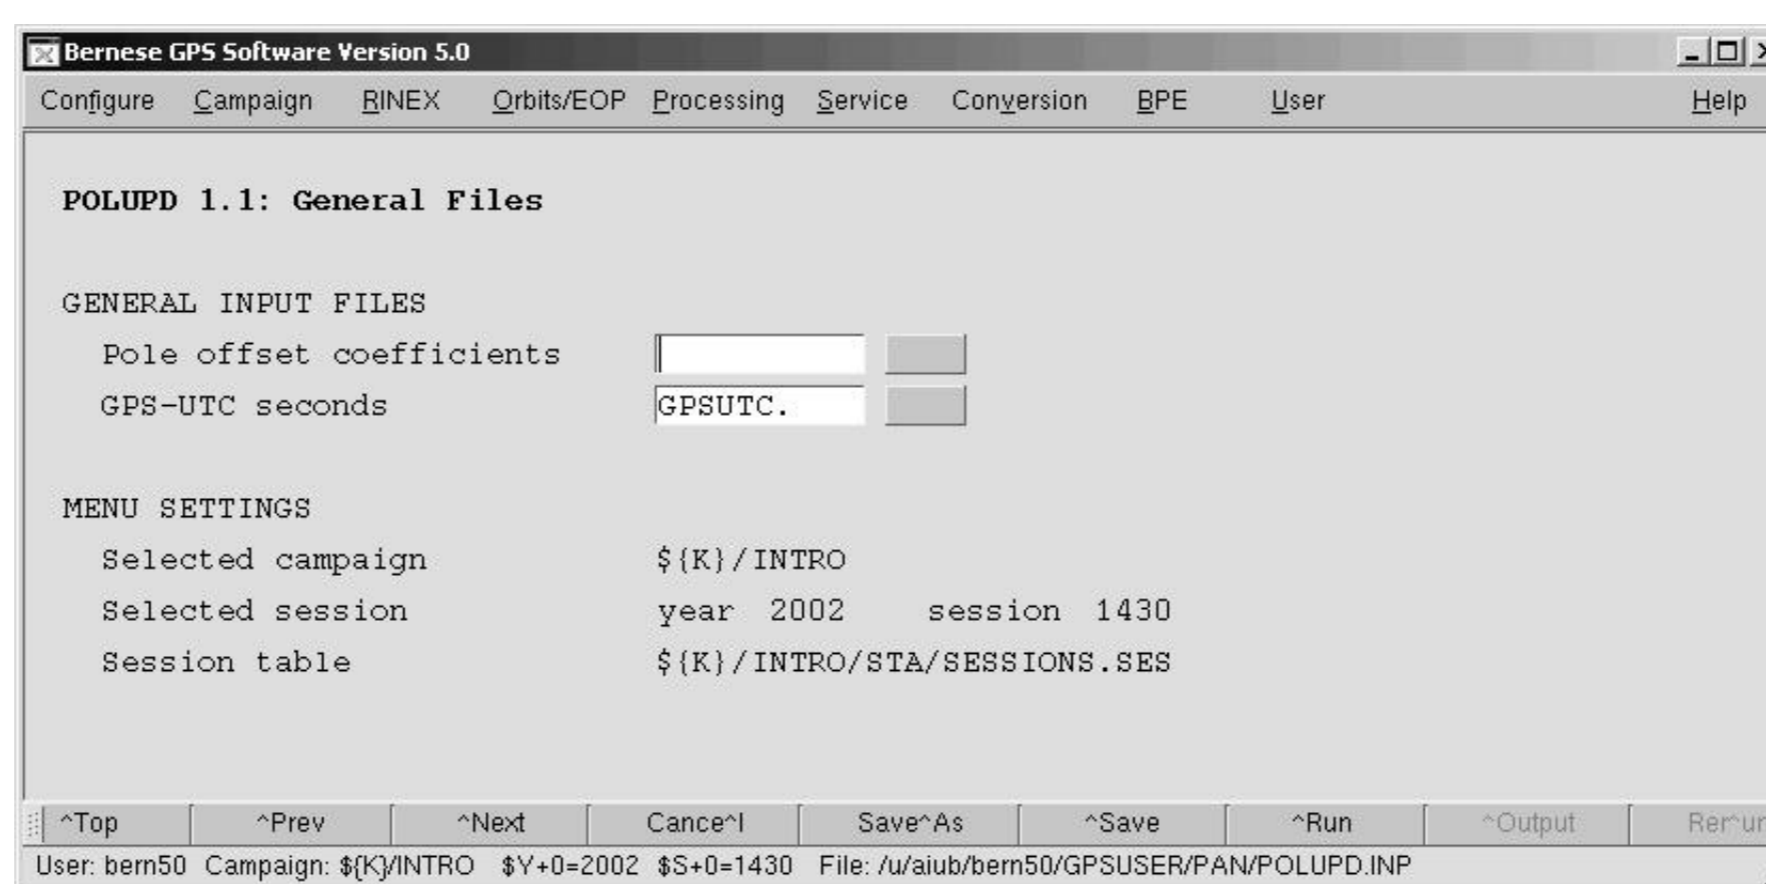 Bernese GPS Software Version 5.0
Configure Campaign RINEX Orbits/EOP Processing Service Conversion BPE User Help
POLUPD 1.1: General Files
GENERAL INPUT FILES
Pole offset coefficients
GPS-UTC seconds GPSUTC.
MENU SETTINGS
Selected campaign ${K}/INTRO
Selected session year 2002 session 1430
Session table ${K}/INTRO/STA/SESSIONS.SES
^Top ^Prev ^Next Cance^l Save^As ^Save ^Run ^Output Rer^un
User: bern50 Campaign: ${K}/INTRO $Y+0=2002 $S+0=1430 File: /u/aiub/bern50/GPSUSER/PAN/POLUPD.INP